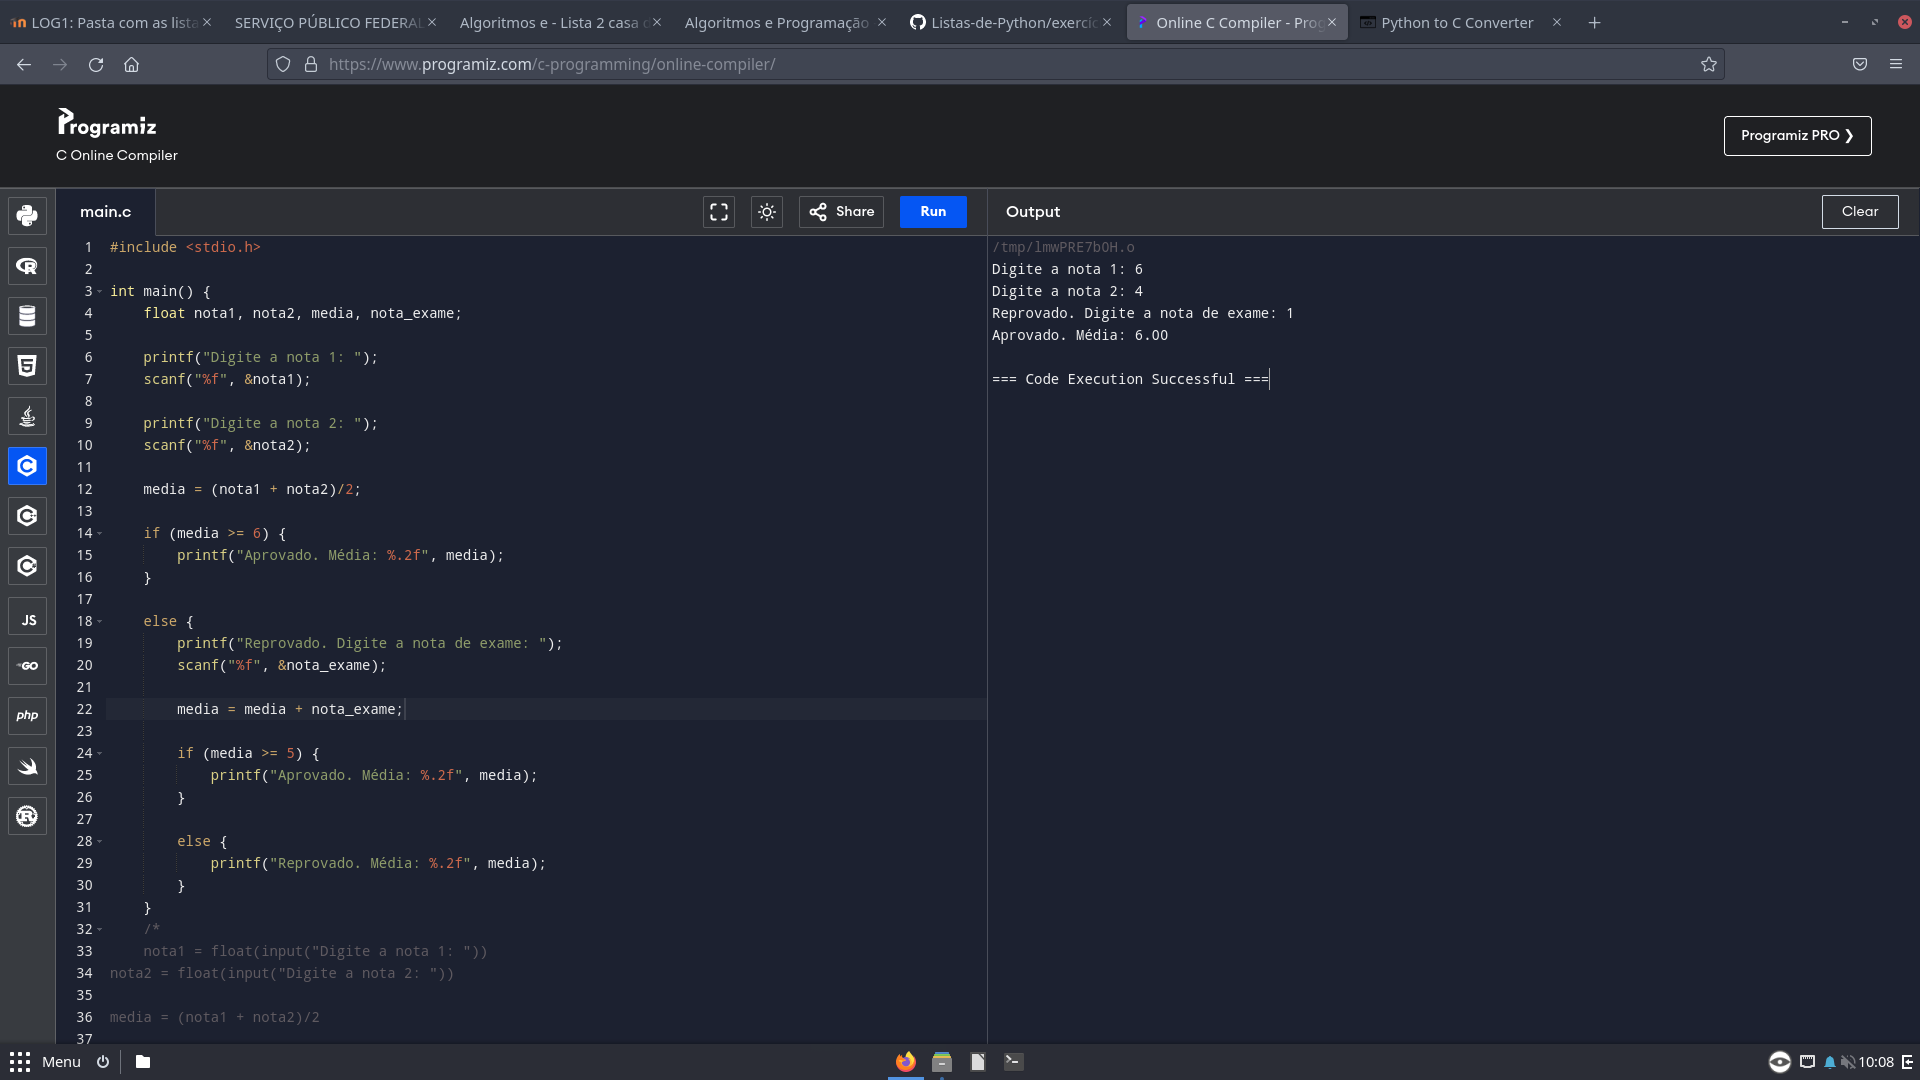 LOG1: Pasta com as lista
SERVIÇO PÚBLICO FEDERAL
Algoritmos e - Lista 2 casa d
Algoritmos e Programação
Listas-de-Python/exercíc
Online C Compiler - Prog
Python to C Converter
https://www.programiz.com/c-programming/online-compiler/
Programiz
C Online Compiler
Programiz PRO ❯
main.c
Share
Run
Output
Clear
1 #include <stdio.h>
2
3 int main() {
4     float nota1, nota2, media, nota_exame;
5
6     printf("Digite a nota 1: ");
7     scanf("%f", &nota1);
8
9     printf("Digite a nota 2: ");
10     scanf("%f", &nota2);
11
12     media = (nota1 + nota2)/2;
13
14     if (media >= 6) {
15         printf("Aprovado. Média: %.2f", media);
16     }
17
18     else {
19         printf("Reprovado. Digite a nota de exame: ");
20         scanf("%f", &nota_exame);
21
22         media = media + nota_exame;
23
24         if (media >= 5) {
25             printf("Aprovado. Média: %.2f", media);
26         }
27
28         else {
29             printf("Reprovado. Média: %.2f", media);
30         }
31     }
32     /*
33     nota1 = float(input("Digite a nota 1: "))
34 nota2 = float(input("Digite a nota 2: "))
35
36 media = (nota1 + nota2)/2
37
/tmp/lmwPRE7b0H.o
Digite a nota 1: 6
Digite a nota 2: 4
Reprovado. Digite a nota de exame: 1
Aprovado. Média: 6.00
=== Code Execution Successful ===
R
5
C
C
C
JS
GO
php
R
Menu
10:08